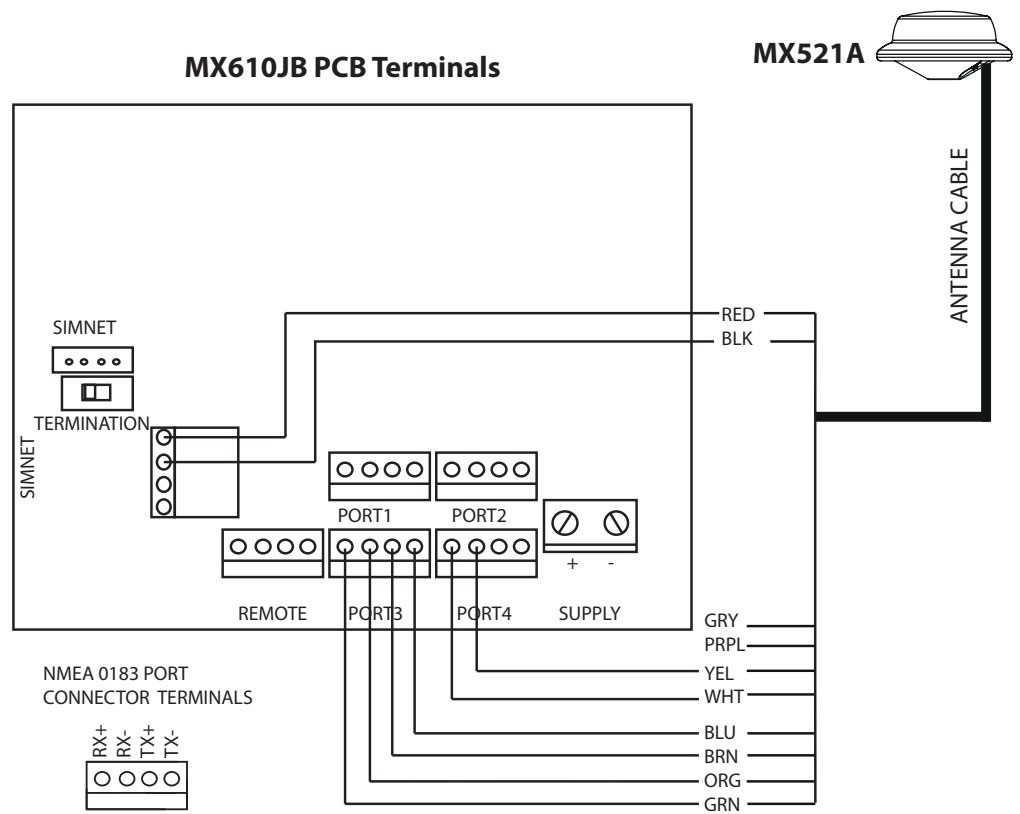 MX610JB PCB Terminals
MX521A
ANTENNA CABLE
RED
BLK
SIMNET
TERMINATION
SIMNET
PORT1
PORT2
+ -
REMOTE
PORT3
PORT4
SUPPLY
GRY
PRPL
YEL
WHT
BLU
BRN
ORG
GRN
NMEA 0183 PORT
CONNECTOR TERMINALS
RX+
RX-
TX+
TX-